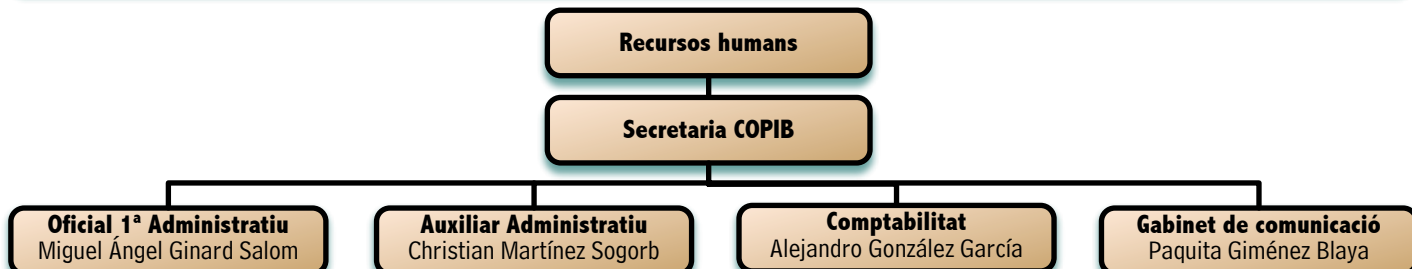 Recursos humans
Secretaria COPIB
Oficial 1ª Administratiu
Miguel Ángel Ginard Salom
Auxiliar Administratiu
Christian Martínez Sogorb
Comptabilitat
Alejandro González García
Gabinet de comunicació
Paquita Giménez Blaya